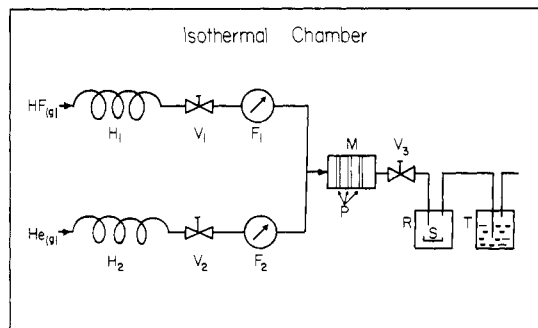 Isothermal Chamber
HF(g)
H1
V1
F1
M
V3
P
He(g)
H2
V2
F2
R
S
T